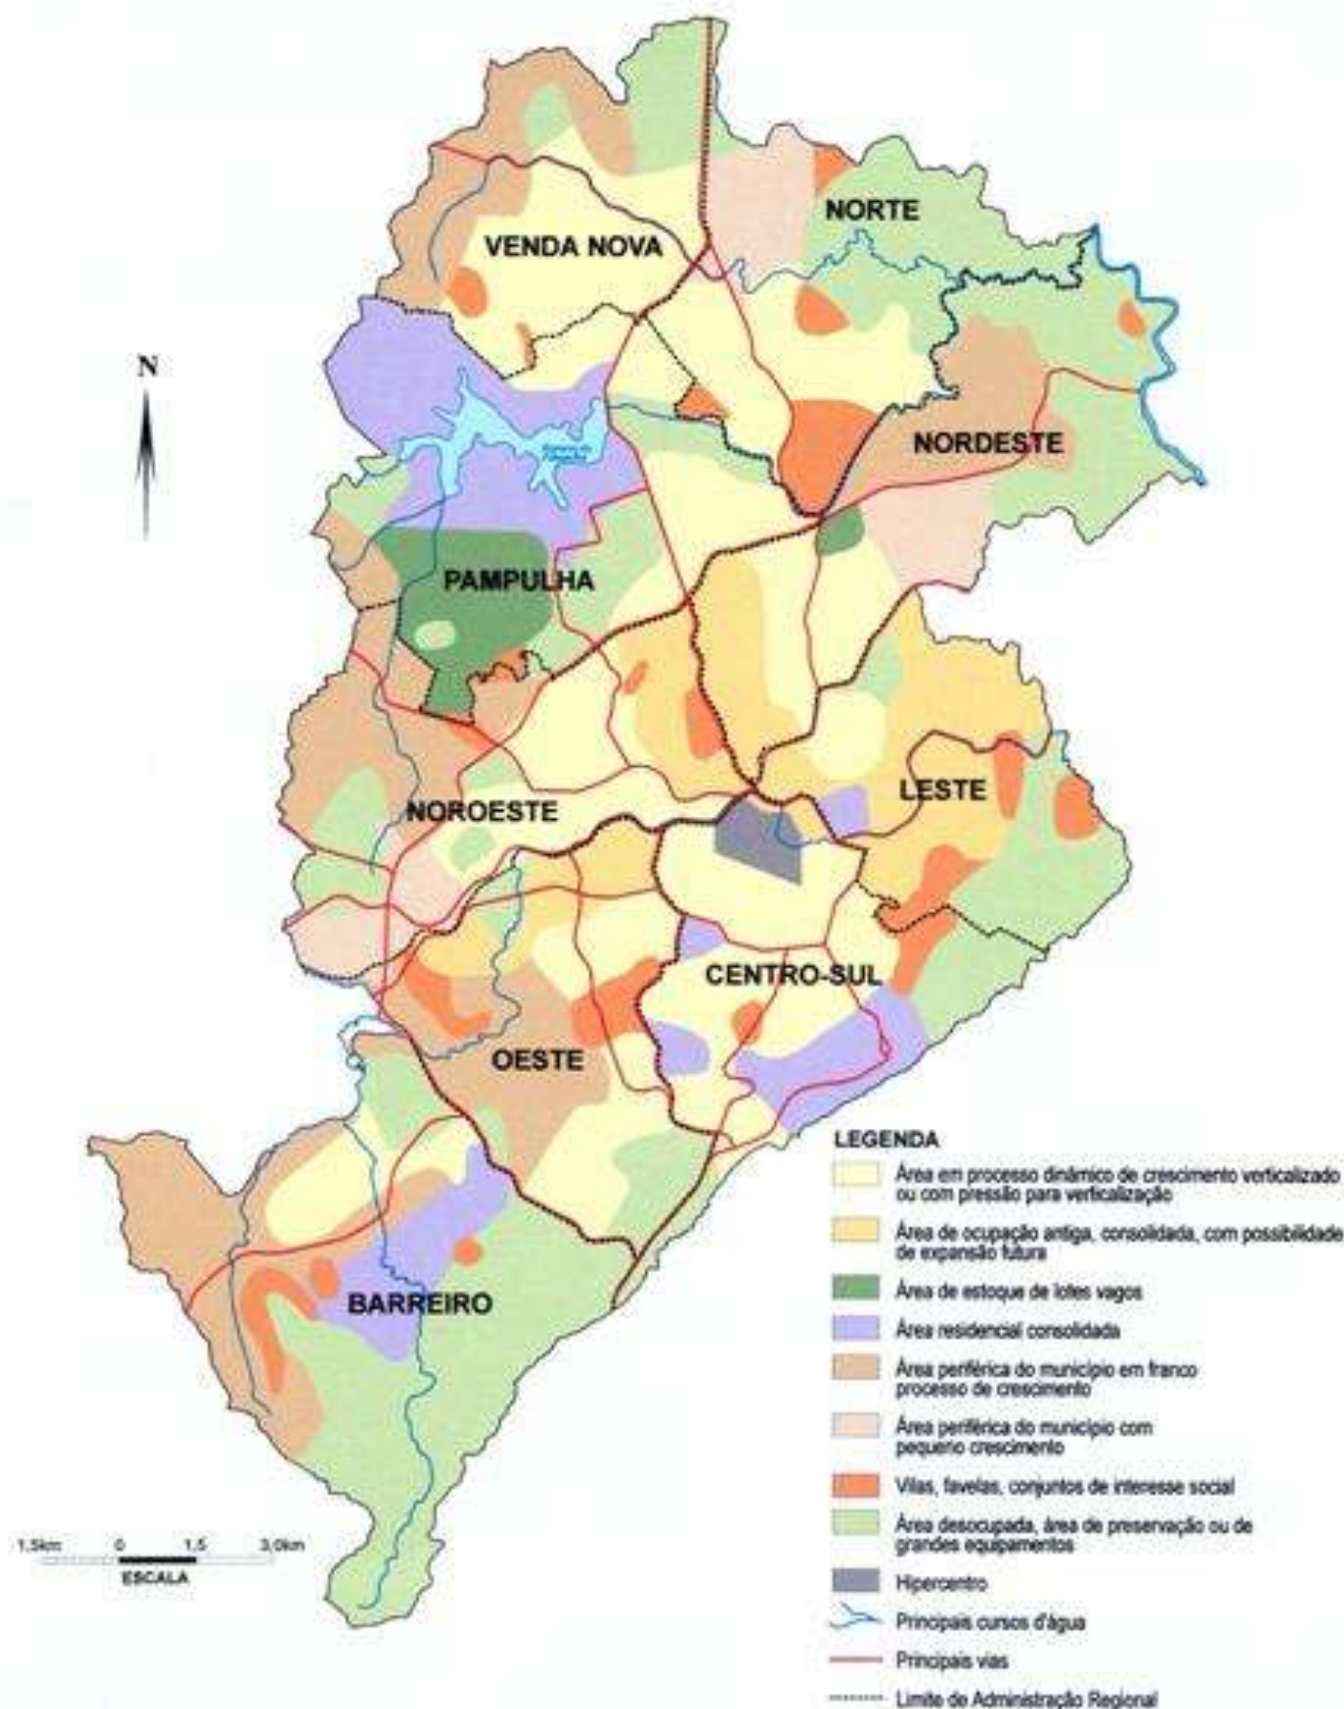 N
NORTE
VENDA NOVA
NORDESTE
PAMPULHA
LESTE
NOROESTE
CENTRO-SUL
OESTE
BARREIRO
LEGENDA
Área em processo dinâmico de crescimento verticalizado
ou com pressão para verticalização
Área de ocupação antiga, consolidada, com possibilidade
de expansão futura
Área de estoque de lotes vagos
Área residencial consolidada
Área periférica do município em franco
processo de crescimento
Área periférica do município com
pequeno crescimento
Vilas, favelas, conjuntos de interesse social
Área desocupada, área de preservação ou de
grandes equipamentos
Hipercentro
Principais cursos d'água
Principais vias
Limite de Administração Regional
1,5km 0 1,5 3,0km
ESCALA